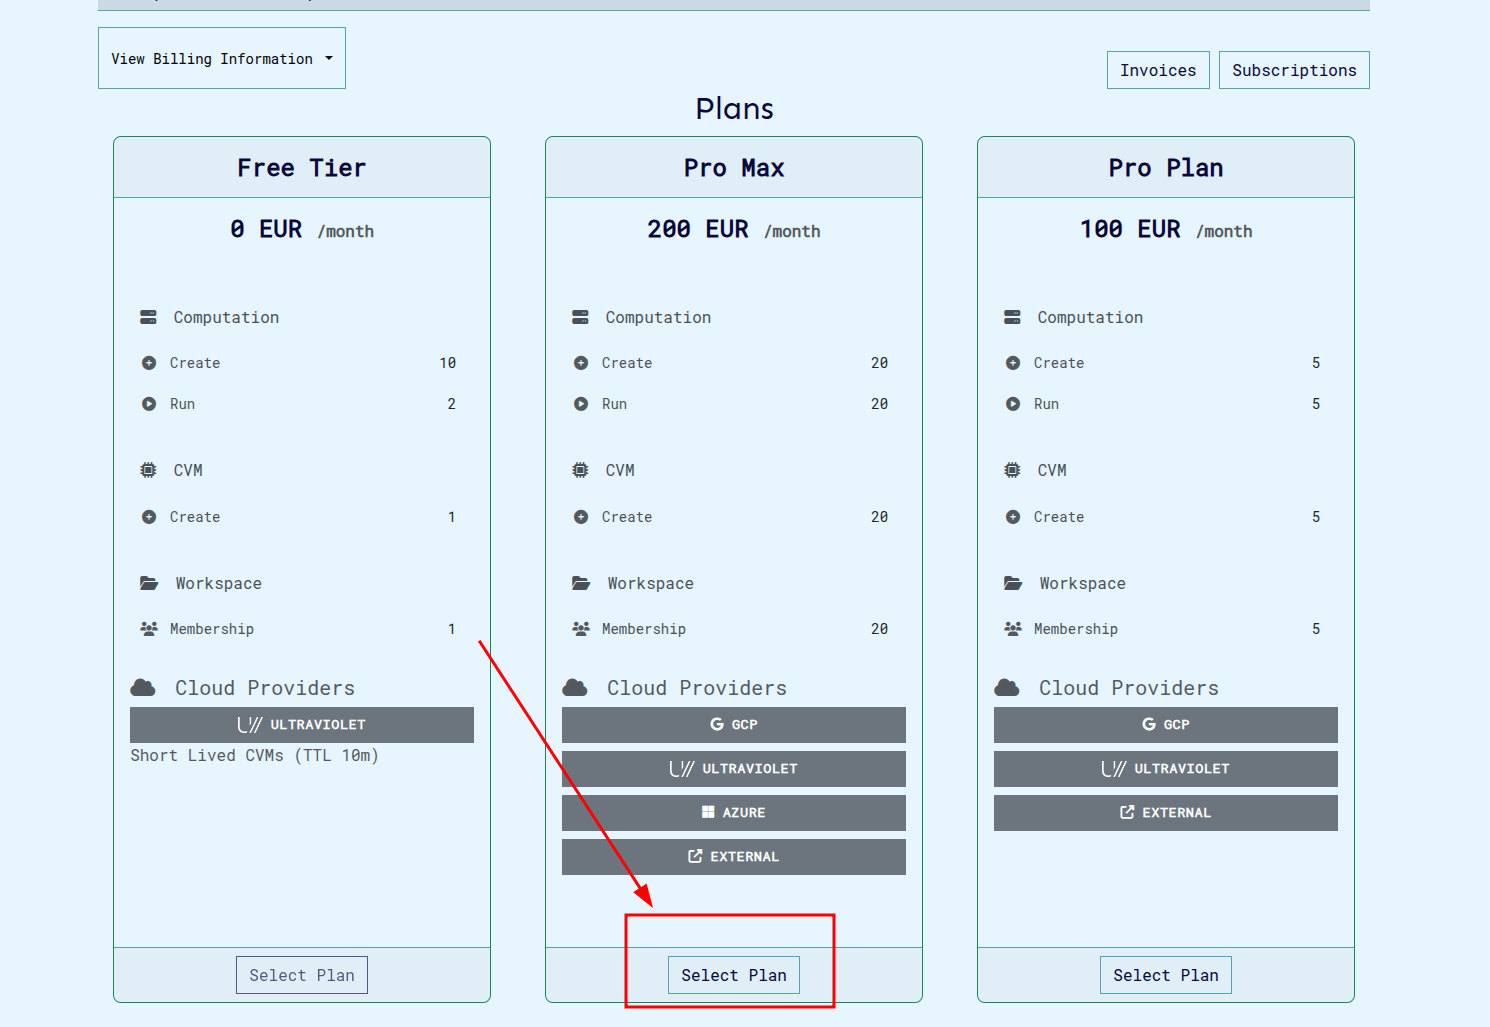 View Billing Information
Invoices
Subscriptions
Plans
Free Tier
0 EUR /month
Computation
Create 10
Run 2
CVM
Create 1
Workspace
Membership 1
Cloud Providers
ULTRAVIOLET
Short Lived CVMs (TTL 10m)
Select Plan
Pro Max
200 EUR /month
Computation
Create 20
Run 20
CVM
Create 20
Workspace
Membership 20
Cloud Providers
GCP
ULTRAVIOLET
AZURE
EXTERNAL
Select Plan
Pro Plan
100 EUR /month
Computation
Create 5
Run 5
CVM
Create 5
Workspace
Membership 5
Cloud Providers
GCP
ULTRAVIOLET
EXTERNAL
Select Plan